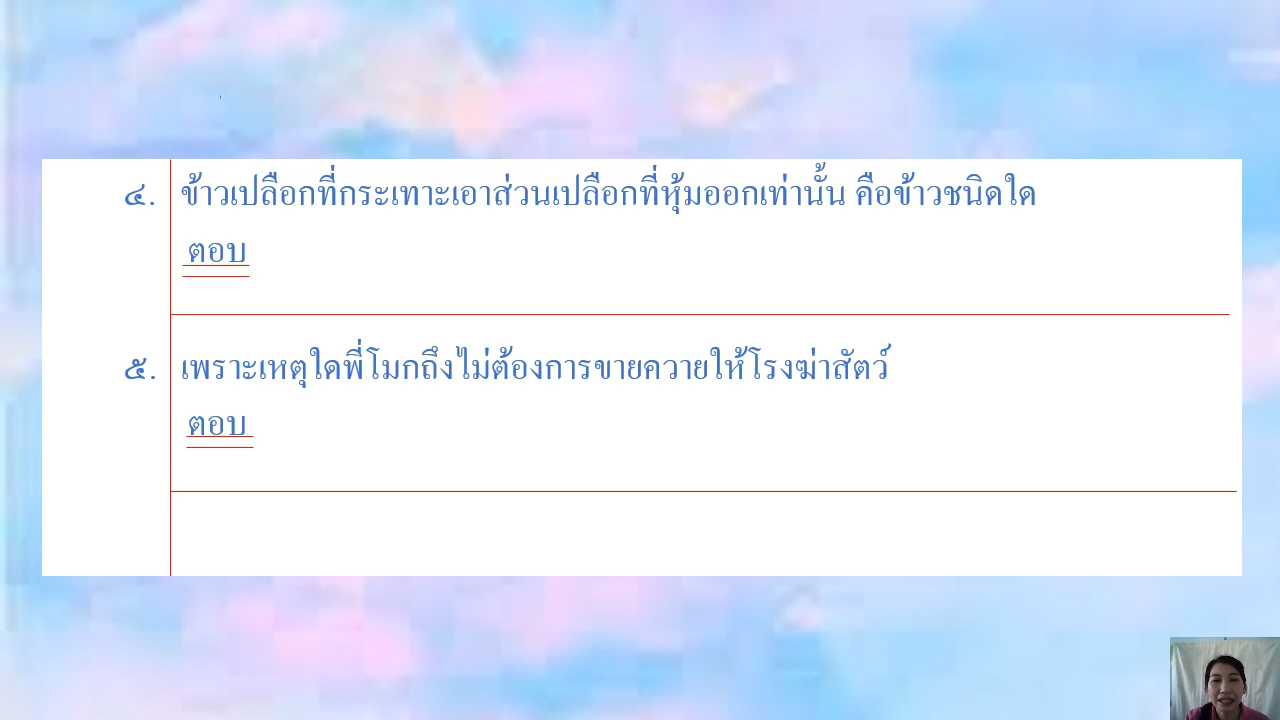 ๔. ข้าวเปลือกที่กระเทาะเอาส่วนเปลือกที่หุ้มออกเท่านั้น คือข้าวชนิดใด
ตอบ
๕. เพราะเหตุใดพี่โมกถึงไม่ต้องการขายควายให้โรงฆ่าสัตว์
ตอบ